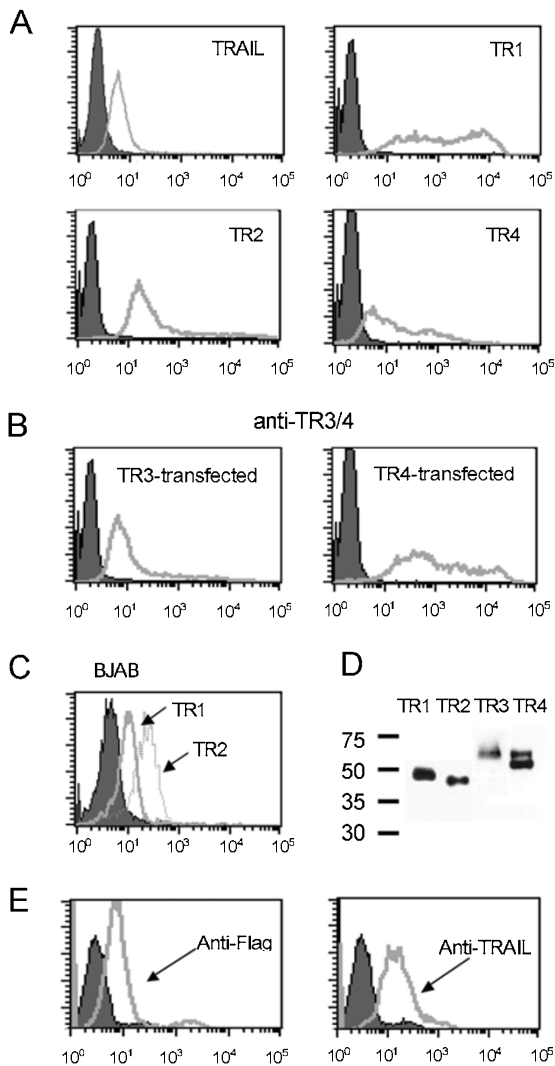 A
TRAIL
TR1
10^0 10^1 10^3 10^4 10^5
10^0 10^1 10^3 10^4 10^5
TR2
TR4
10^0 10^1 10^3 10^4 10^5
10^0 10^1 10^3 10^4 10^5
B
anti-TR3/4
TR3-transfected
TR4-transfected
10^0 10^1 10^3 10^4 10^5
10^0 10^1 10^3 10^4 10^5
C
BJAB
TR1
TR2
10^0 10^1 10^3 10^4 10^5
D
TR1 TR2 TR3 TR4
75
50
35
30
E
Anti-Flag
Anti-TRAIL
10^0 10^1 10^3 10^4 10^5
10^0 10^1 10^3 10^4 10^5